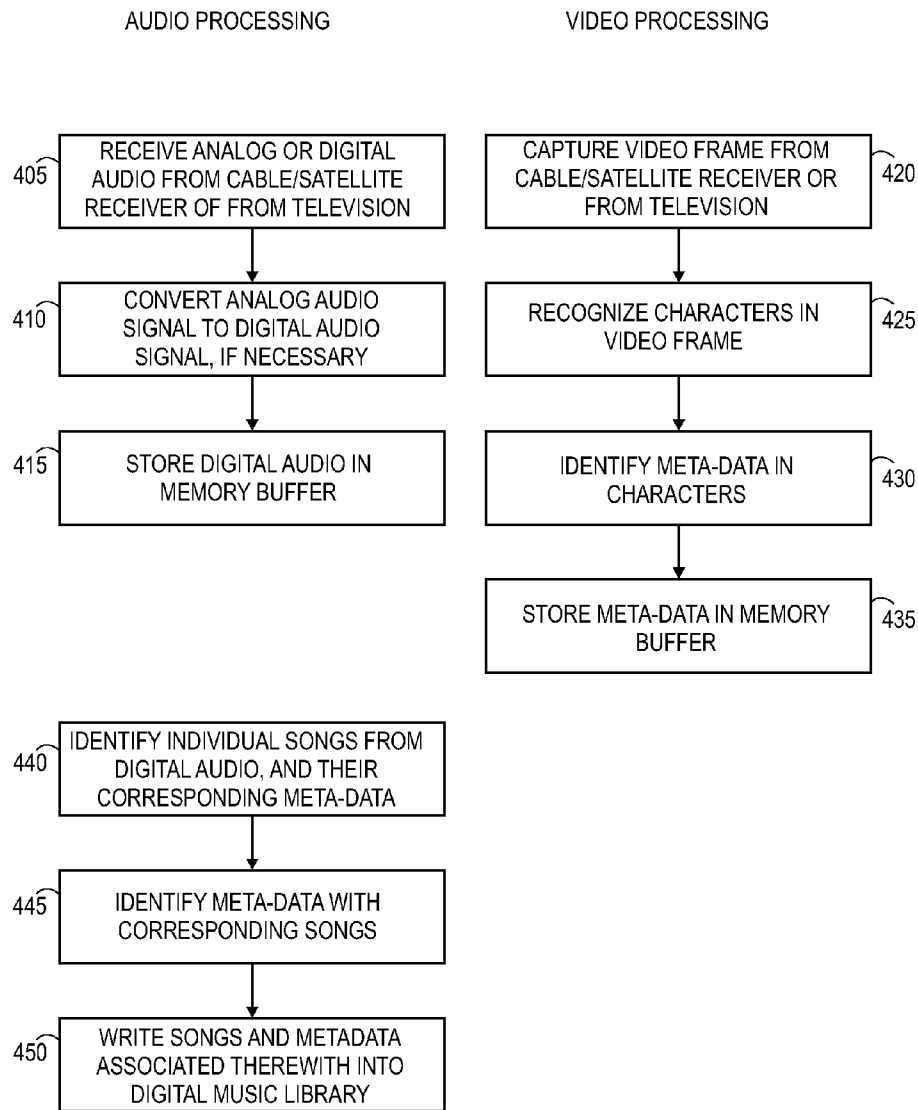 AUDIO PROCESSING
VIDEO PROCESSING
405
RECEIVE ANALOG OR DIGITAL
AUDIO FROM CABLE/SATELLITE
RECEIVER OF FROM TELEVISION
410
CONVERT ANALOG AUDIO
SIGNAL TO DIGITAL AUDIO
SIGNAL, IF NECESSARY
415
STORE DIGITAL AUDIO IN
MEMORY BUFFER
CAPTURE VIDEO FRAME FROM
CABLE/SATELLITE RECEIVER OR
FROM TELEVISION
420
RECOGNIZE CHARACTERS IN
VIDEO FRAME
425
IDENTIFY META-DATA IN
CHARACTERS
430
STORE META-DATA IN MEMORY
BUFFER
435
440
IDENTIFY INDIVIDUAL SONGS FROM
DIGITAL AUDIO, AND THEIR
CORRESPONDING META-DATA
445
IDENTIFY META-DATA WITH
CORRESPONDING SONGS
450
WRITE SONGS AND METADATA
ASSOCIATED THEREWITH INTO
DIGITAL MUSIC LIBRARY